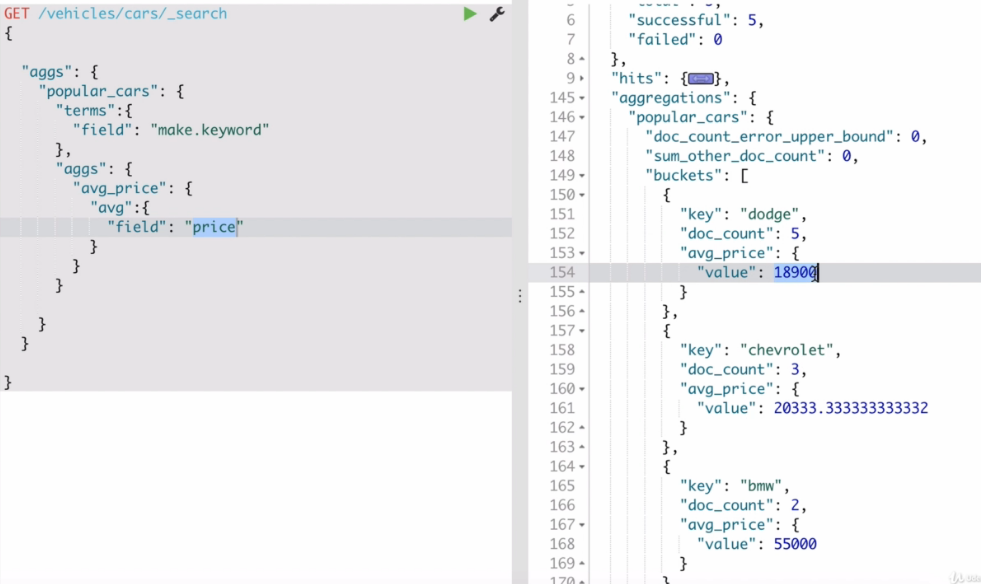 GET /vehicles/cars/_search
{
"aggs": {
"popular_cars": {
"terms":{
"field": "make.keyword"
},
"aggs": {
"avg_price": {
"avg":{
"field": "price"
}
}
}
}
}
}
6 "successful": 5,
7 "failed": 0
8 },
9 "hits": {},
145 "aggregations": {
146 "popular_cars": {
147 "doc_count_error_upper_bound": 0,
148 "sum_other_doc_count": 0,
149 "buckets": [
150 {
151 "key": "dodge",
152 "doc_count": 5,
153 "avg_price": {
154 "value": 18900
155 }
156 },
157 {
158 "key": "chevrolet",
159 "doc_count": 3,
160 "avg_price": {
161 "value": 20333.333333333332
162 }
163 },
164 {
165 "key": "bmw",
166 "doc_count": 2,
167 "avg_price": {
168 "value": 55000
169 }
170 }